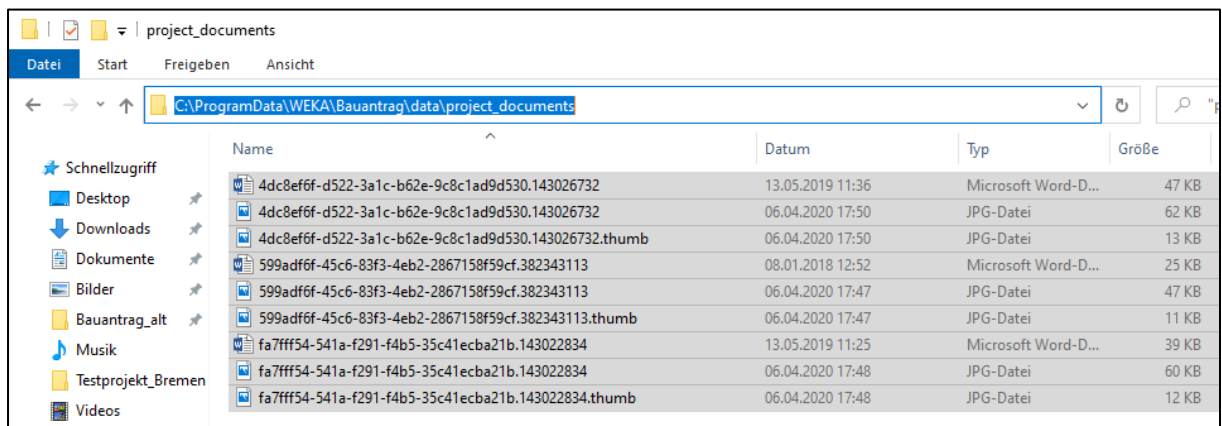 project_documents
Datei Start Freigeben Ansicht
C:\ProgramData\WEKA\Bauantrag\data\project_documents "p
Name Datum Typ Größe
Schnellzugriff
Desktop
Downloads
Dokumente
Bilder
Bauantrag_alt
Musik
Testprojekt_Bremen
Videos
4dc8ef6f-d522-3a1c-b62e-9c8c1ad9d530.143026732 13.05.2019 11:36 Microsoft Word-D... 47 KB
4dc8ef6f-d522-3a1c-b62e-9c8c1ad9d530.143026732 06.04.2020 17:50 JPG-Datei 62 KB
4dc8ef6f-d522-3a1c-b62e-9c8c1ad9d530.143026732.thumb 06.04.2020 17:50 JPG-Datei 13 KB
599adf6f-45c6-83f3-4eb2-2867158f59cf.382343113 08.01.2018 12:52 Microsoft Word-D... 25 KB
599adf6f-45c6-83f3-4eb2-2867158f59cf.382343113 06.04.2020 17:47 JPG-Datei 47 KB
599adf6f-45c6-83f3-4eb2-2867158f59cf.382343113.thumb 06.04.2020 17:47 JPG-Datei 11 KB
fa7fff54-541a-f291-f4b5-35c41ecba21b.143022834 13.05.2019 11:25 Microsoft Word-D... 39 KB
fa7fff54-541a-f291-f4b5-35c41ecba21b.143022834 06.04.2020 17:48 JPG-Datei 60 KB
fa7fff54-541a-f291-f4b5-35c41ecba21b.143022834.thumb 06.04.2020 17:48 JPG-Datei 12 KB